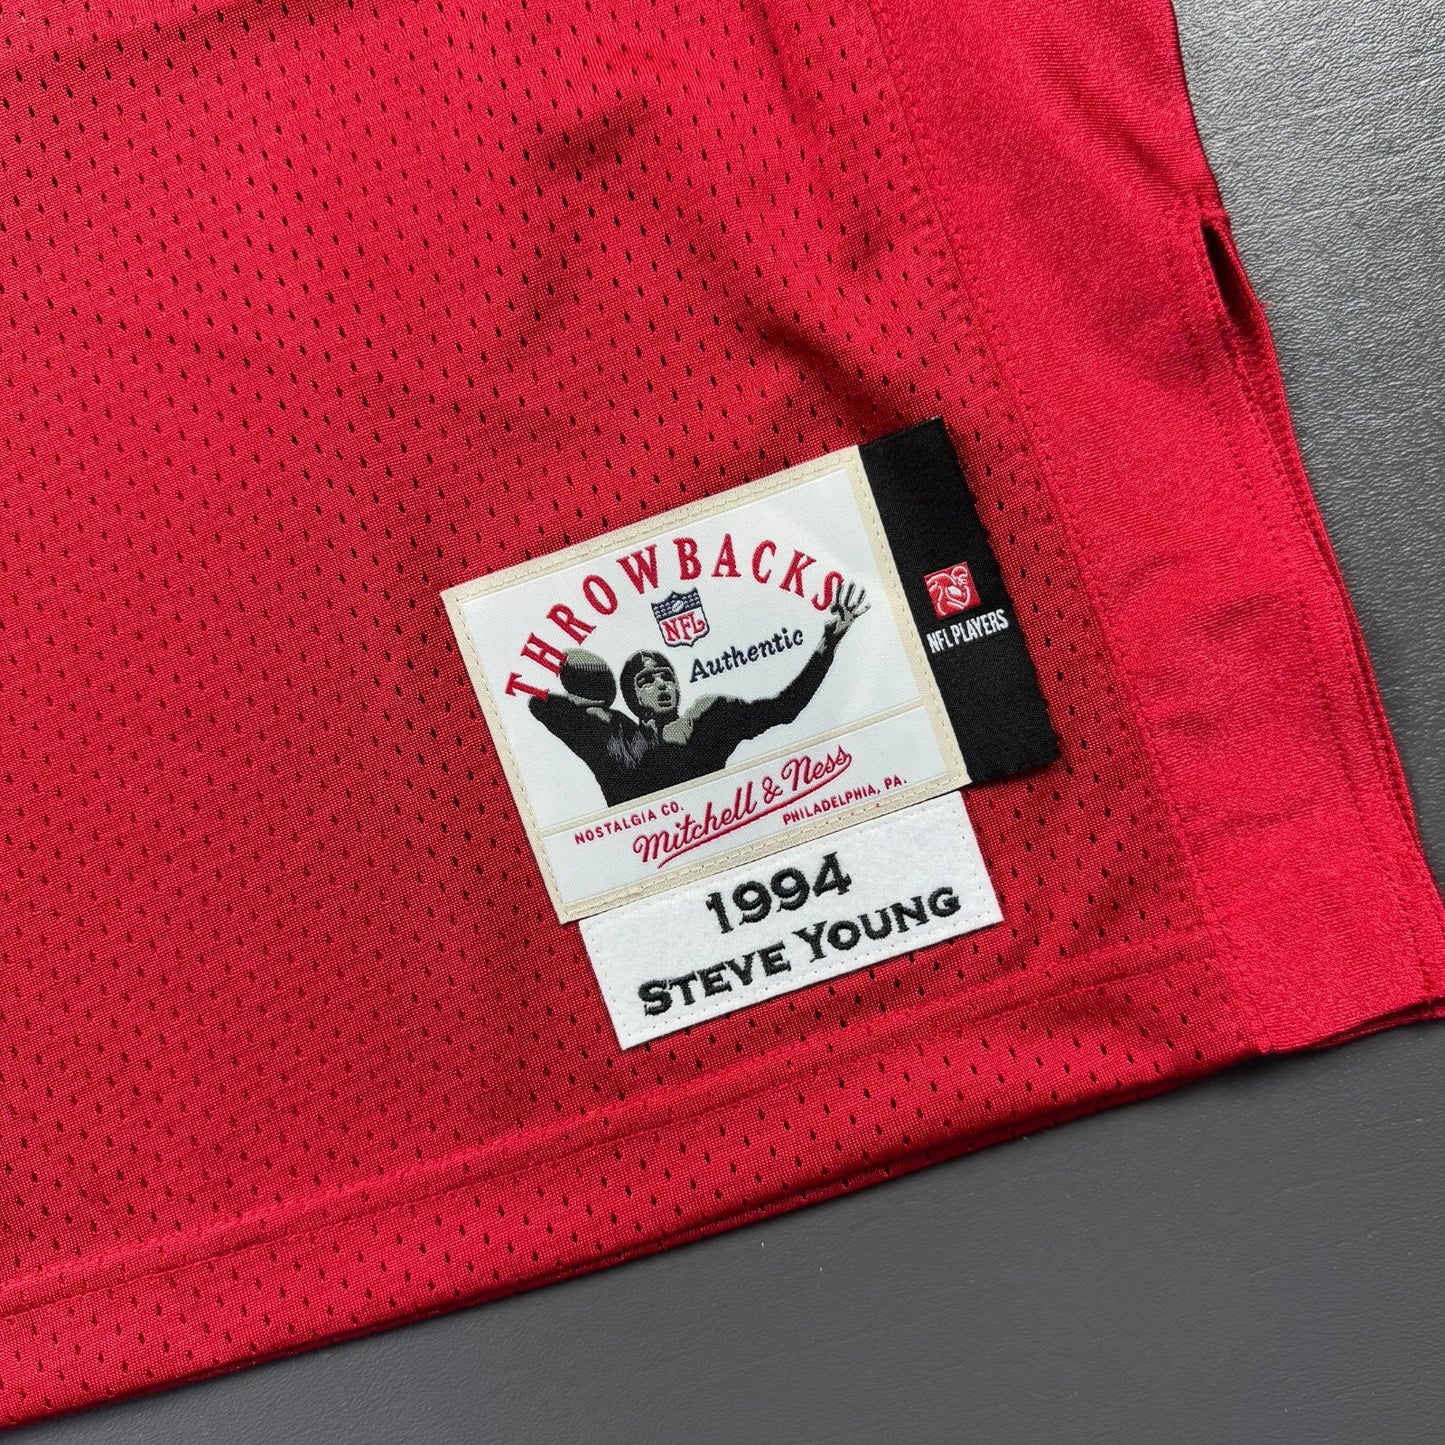 THROWBACKS
NFL
Authentic
NFL PLAYERS
NOSTALGIA CO. Mitchell & Ness PHILADELPHIA, PA.
1994
STEVE YOUNG